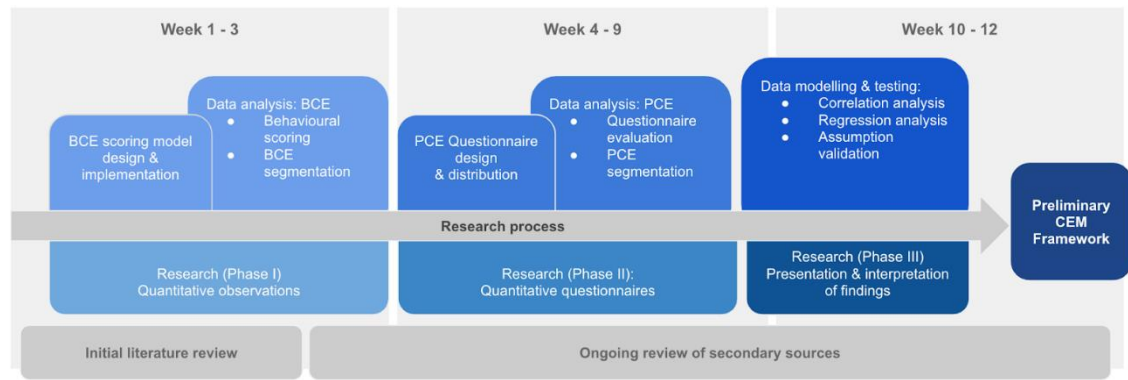 Week 1 - 3
Week 4 - 9
Week 10 - 12
BCE scoring model
design &
implementation
Data analysis: BCE
● Behavioural
scoring
● BCE
segmentation
PCE Questionnaire
design
& distribution
Data analysis: PCE
● Questionnaire
evaluation
● PCE
segmentation
Data modelling & testing:
● Correlation analysis
● Regression analysis
● Assumption
validation
Research process
Preliminary
CEM
Framework
Research (Phase I)
Quantitative observations
Research (Phase II):
Quantitative questionnaires
Research (Phase III)
Presentation & interpretation
of findings
Initial literature review
Ongoing review of secondary sources